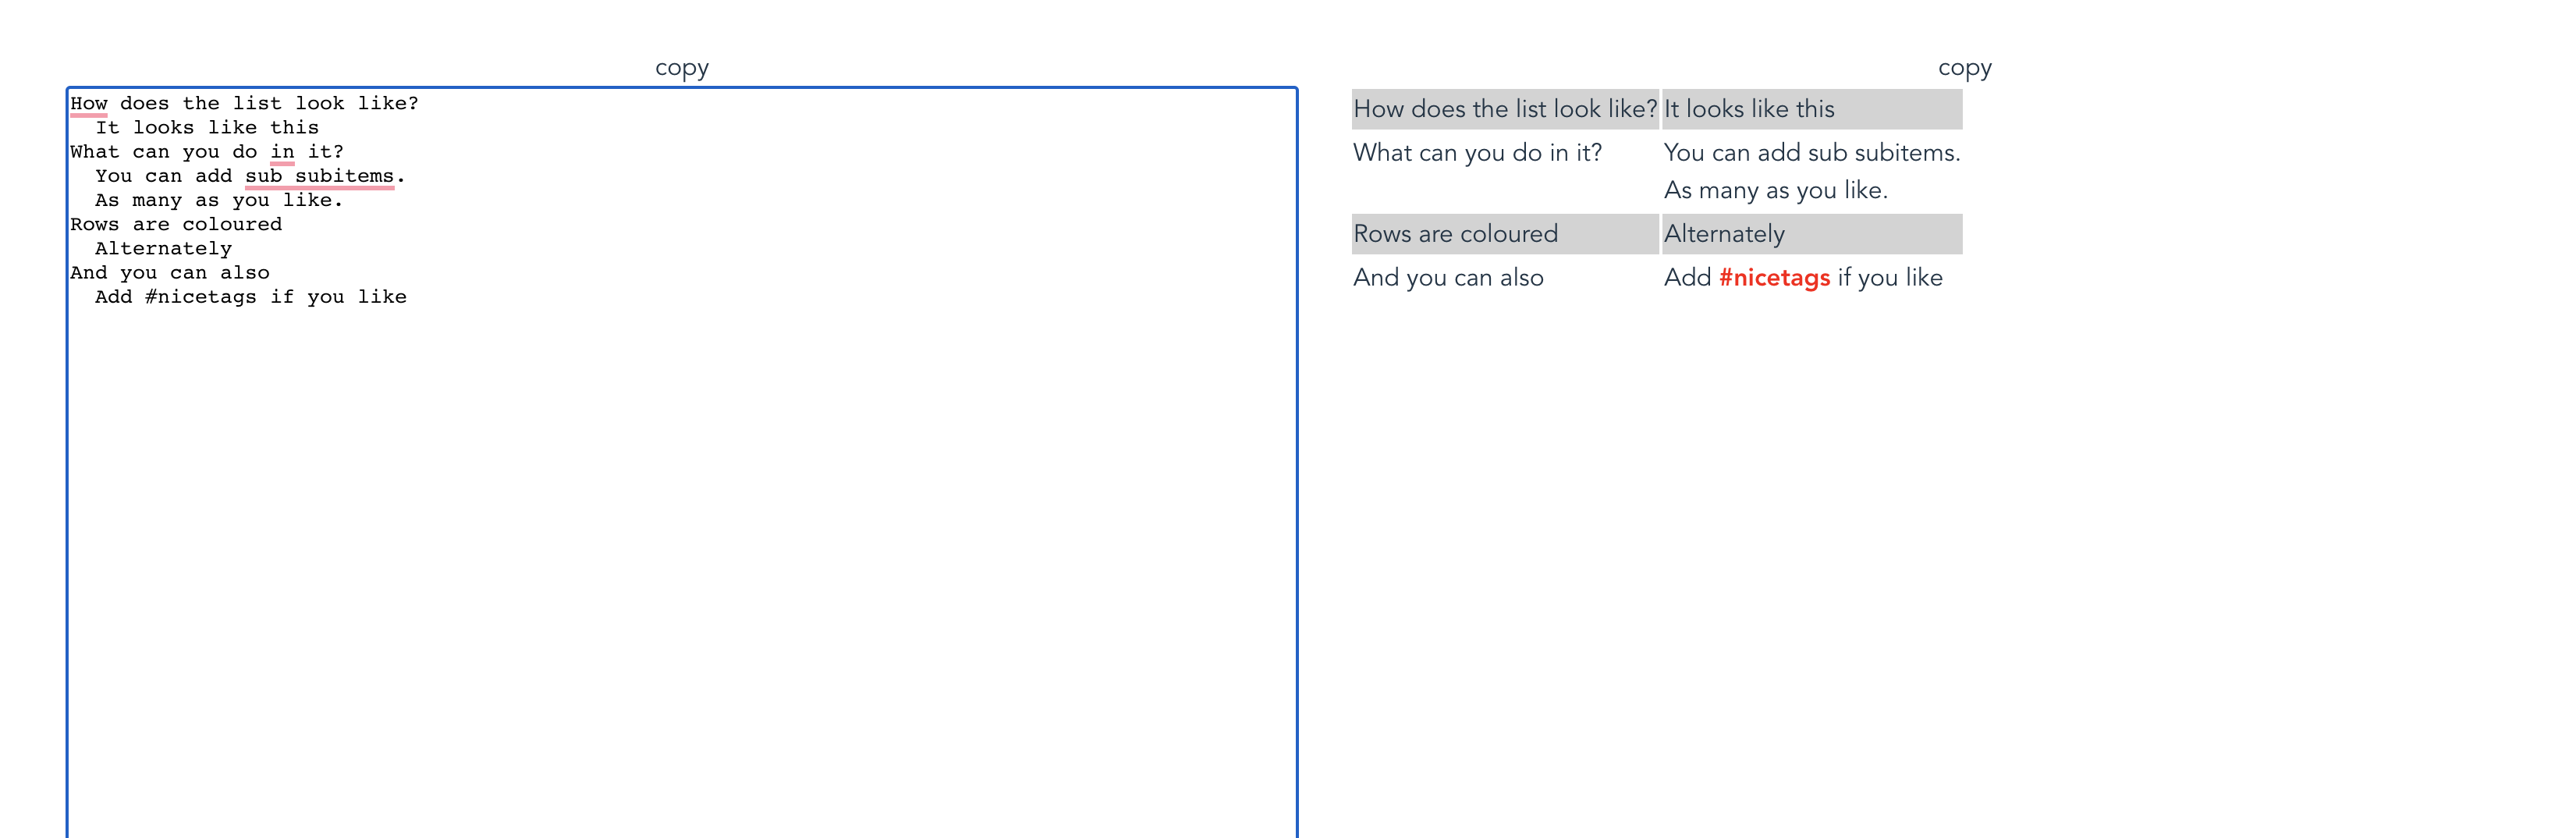 copy
How does the list look like?
It looks like this
What can you do in it?
You can add sub subitems.
As many as you like.
Rows are coloured
Alternately
And you can also
Add #nicetags if you like
copy
How does the list look like? It looks like this
What can you do in it? You can add sub subitems.
As many as you like.
Rows are coloured Alternately
And you can also Add #nicetags if you like